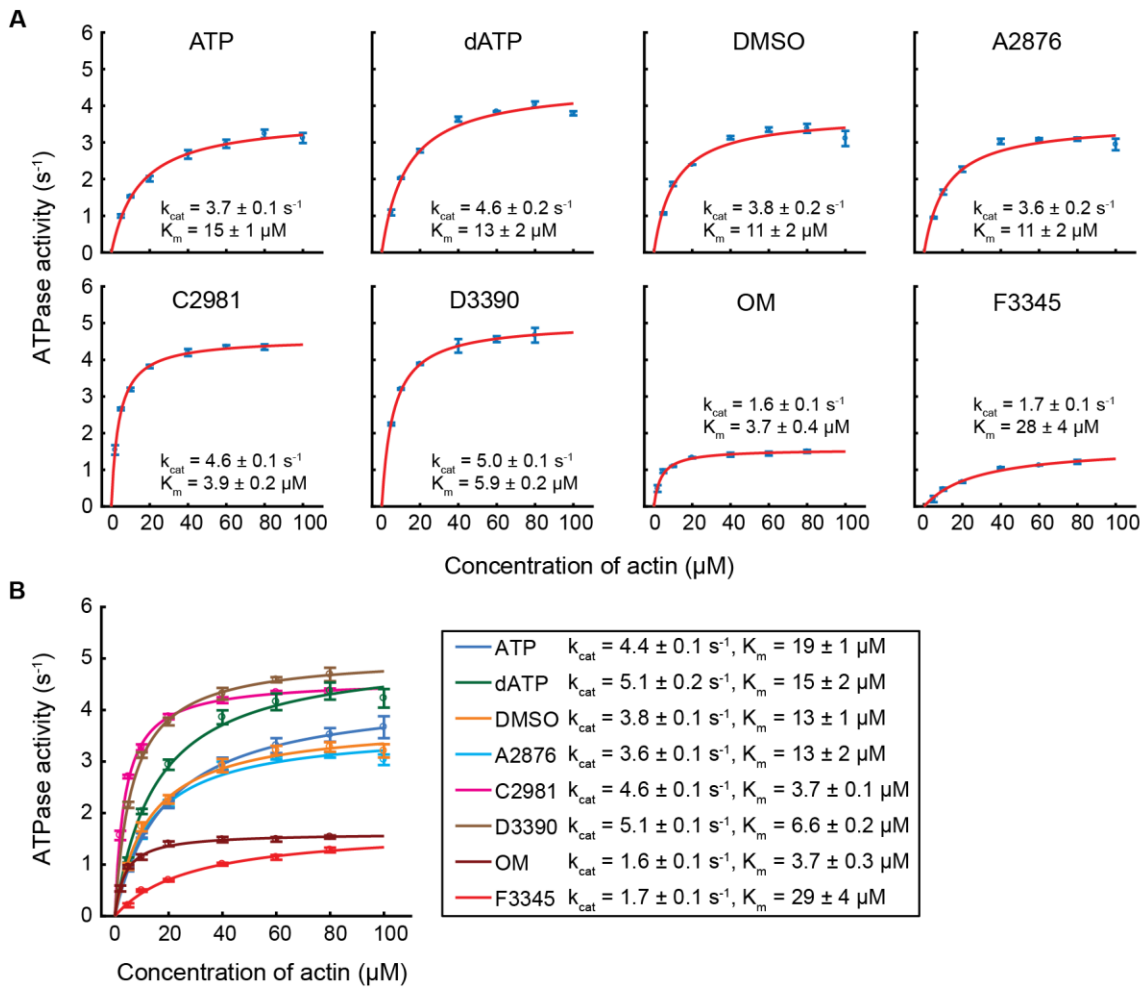 A
ATP
dATP
DMSO
A2876
ATPase activity (s⁻¹)
6
5
4
3
2
1
0
k_cat = 3.7 ± 0.1 s⁻¹
K_m = 15 ± 1 µM
k_cat = 4.6 ± 0.2 s⁻¹
K_m = 13 ± 2 µM
k_cat = 3.8 ± 0.2 s⁻¹
K_m = 11 ± 2 µM
k_cat = 3.6 ± 0.2 s⁻¹
K_m = 11 ± 2 µM
C2981
D3390
OM
F3345
6
5
4
3
2
1
0
k_cat = 4.6 ± 0.1 s⁻¹
K_m = 3.9 ± 0.2 µM
k_cat = 5.0 ± 0.1 s⁻¹
K_m = 5.9 ± 0.2 µM
k_cat = 1.6 ± 0.1 s⁻¹
K_m = 3.7 ± 0.4 µM
k_cat = 1.7 ± 0.1 s⁻¹
K_m = 28 ± 4 µM
0 20 40 60 80 100
0 20 40 60 80 100
0 20 40 60 80 100
0 20 40 60 80 100
Concentration of actin (µM)
B
ATPase activity (s⁻¹)
6
5
4
3
2
1
0
0 20 40 60 80 100
Concentration of actin (µM)
ATP k_cat = 4.4 ± 0.1 s⁻¹, K_m = 19 ± 1 µM
dATP k_cat = 5.1 ± 0.2 s⁻¹, K_m = 15 ± 2 µM
DMSO k_cat = 3.8 ± 0.1 s⁻¹, K_m = 13 ± 1 µM
A2876 k_cat = 3.6 ± 0.1 s⁻¹, K_m = 13 ± 2 µM
C2981 k_cat = 4.6 ± 0.1 s⁻¹, K_m = 3.7 ± 0.1 µM
D3390 k_cat = 5.1 ± 0.1 s⁻¹, K_m = 6.6 ± 0.2 µM
OM k_cat = 1.6 ± 0.1 s⁻¹, K_m = 3.7 ± 0.3 µM
F3345 k_cat = 1.7 ± 0.1 s⁻¹, K_m = 29 ± 4 µM